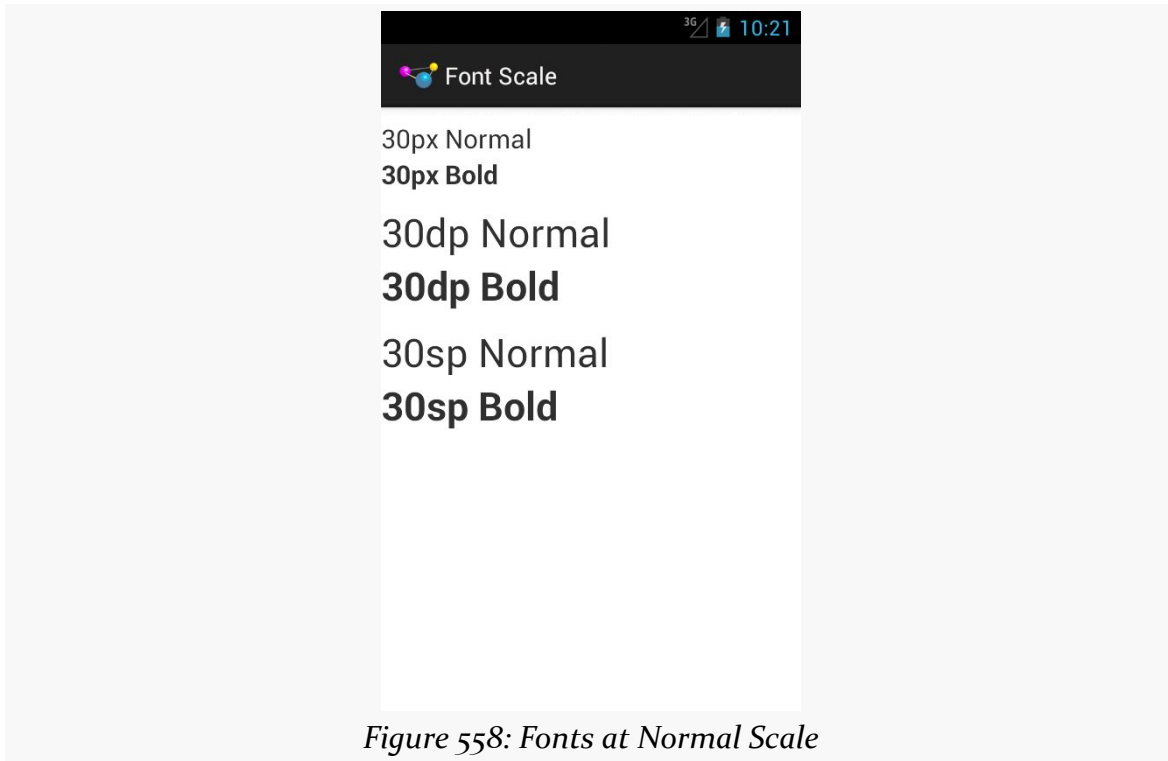 3G 10:21
Font Scale
30px Normal
30px Bold
30dp Normal
30dp Bold
30sp Normal
30sp Bold
Figure 558: Fonts at Normal Scale